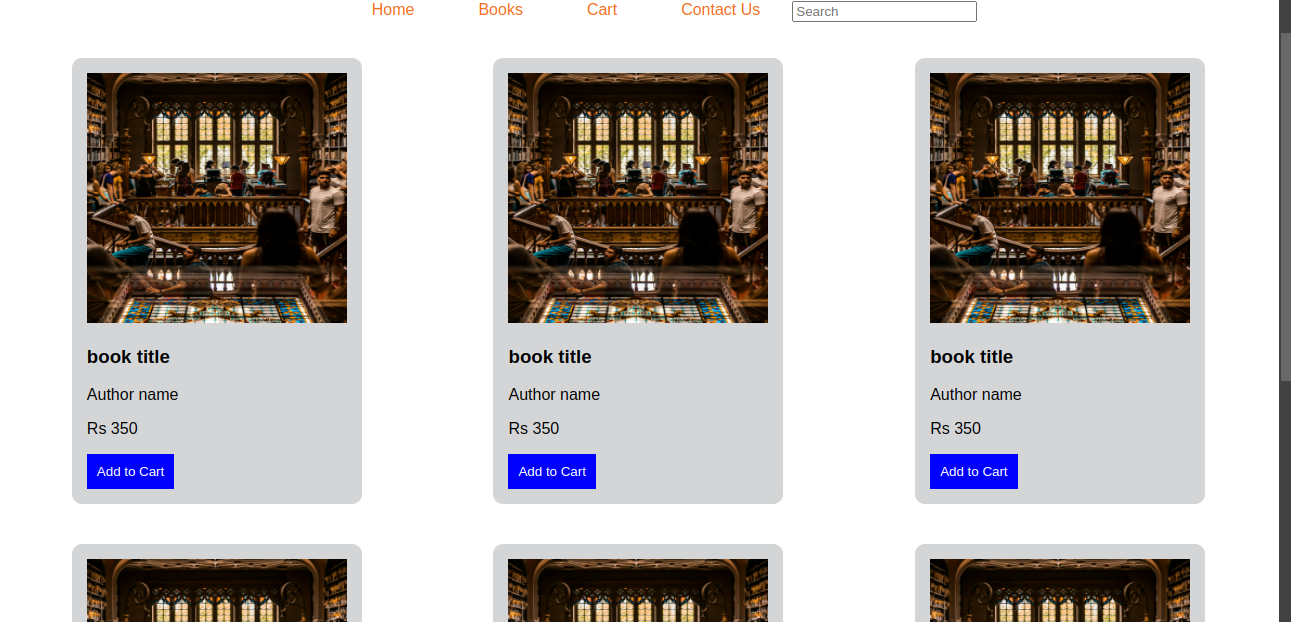 Home Books Cart Contact Us Search
book title book title book title
Author name Author name Author name
Rs 350 Rs 350 Rs 350
Add to Cart Add to Cart Add to Cart